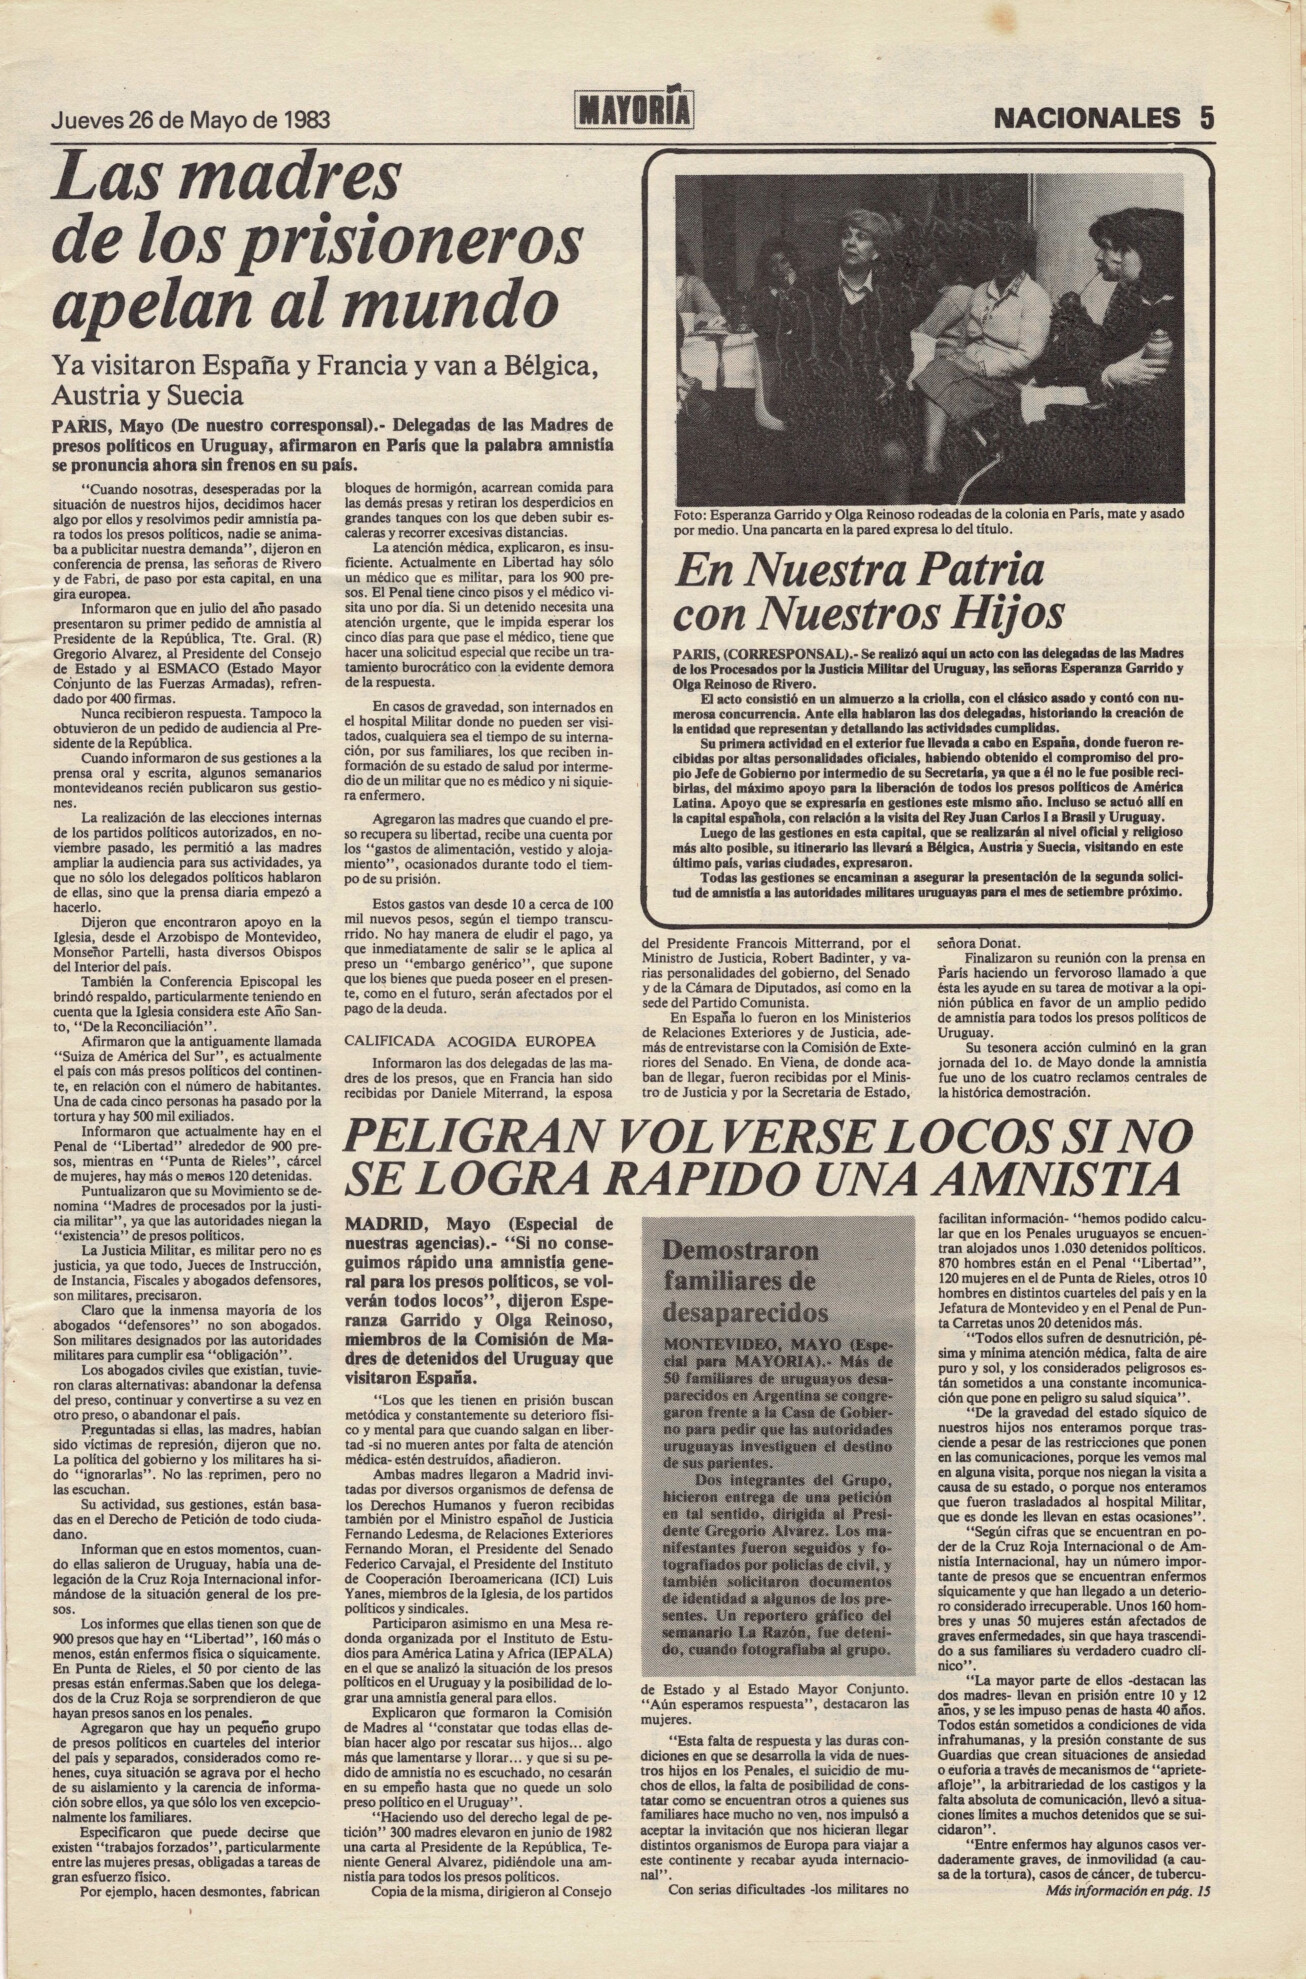 Jueves 26 de Mayo de 1983
MAYORÍA
NACIONALES 5
Las madres
de los prisioneros
apelan al mundo
Ya visitaron España y Francia y van a Bélgica,
Austria y Suecia
PARIS, Mayo (De nuestro corresponsal).- Delegadas de las Madres de
presos políticos en Uruguay, afirmaron en París que la palabra amnistía
se pronuncia ahora sin frenos en su país.
"Cuando nosotras, desesperadas por la
situación de nuestros hijos, decidimos hacer
algo por ellos y resolvimos pedir amnistía pa-
ra todos los presos políticos, nadie se anima-
ba a publicitar nuestra demanda", dijeron en
conferencia de prensa, las señoras de Rivero
y de Fabri, de paso por esta capital, en una
gira europea.
Informaron que en julio del año pasado
presentaron su primer pedido de amnistía al
Presidente de la República, Tte. Gral. (R)
Gregorio Alvarez, al Presidente del Consejo
de Estado y al ESMACO (Estado Mayor
Conjunto de las Fuerzas Armadas), refren-
dado por 400 firmas.
Nunca recibieron respuesta. Tampoco la
obtuvieron de un pedido de audiencia al Pre-
sidente de la República.
Cuando informaron de sus gestiones a la
prensa oral y escrita, algunos semanarios
montevideanos recién publicaron sus gestio-
nes.
La realización de las elecciones internas
de los partidos políticos autorizados, en no-
viembre pasado, les permitió a las madres
ampliar la audiencia para sus actividades, ya
que no sólo los delegados políticos hablaron
de ellas, sino que la prensa diaria empezó a
hacerlo.
Dijeron que encontraron apoyo en la
Iglesia, desde el Arzobispo de Montevideo,
Monseñor Partelli, hasta diversos Obispos
del Interior del país.
También la Conferencia Episcopal les
brindó respaldo, particularmente teniendo en
cuenta que la Iglesia considera este Año San-
to, "De la Reconciliación".
Afirmaron que la antiguamente llamada
"Suiza de América del Sur", es actualmente
el país con más presos políticos del continen-
te, en relación con el número de habitantes.
Una de cada cinco personas ha pasado por la
tortura y hay 500 mil exiliados.
Informaron que actualmente hay en el
Penal de "Libertad" alrededor de 900 pre-
sos, mientras en "Punta de Rieles", cárcel
de mujeres, hay más o menos 120 detenidas.
Puntualizaron que su Movimiento se de-
nomina "Madres de procesados por la justi-
cia militar", ya que las autoridades niegan la
"existencia" de presos políticos.
La Justicia Militar, es militar pero no es
justicia, ya que todo, Jueces de Instrucción,
de Instancia, Fiscales y abogados defensores,
son militares, precisaron.
Claro que la inmensa mayoría de los
abogados "defensores" no son abogados.
Son militares designados por las autoridades
militares para cumplir esa "obligación".
Los abogados civiles que existían, tuvie-
ron claras alternativas: abandonar la defensa
del preso, continuar y convertirse a su vez en
otro preso, o abandonar el país.
Preguntadas si ellas, las madres, habían
sido víctimas de represión, dijeron que no.
La política del gobierno y los militares ha si-
do "ignorarlas". No las reprimen, pero no
las escuchan.
Su actividad, sus gestiones, están basa-
das en el Derecho de Petición de todo ciuda-
dano.
Informan que en estos momentos, cuan-
do ellas salieron de Uruguay, había una de-
legación de la Cruz Roja Internacional infor-
mándose de la situación general de los pre-
sos.
Los informes que ellas tienen son que de
900 presos que hay en "Libertad", 160 más o
menos, están enfermos física o síquicamente.
En Punta de Rieles, el 50 por ciento de las
presas están enfermas.Saben que los delega-
dos de la Cruz Roja se sorprendieron de que
hayan presos sanos en los penales.
Agregaron que hay un pequeño grupo
de presos políticos en cuarteles del interior
del país y separados, considerados como re-
henes, cuya situación se agrava por el hecho
de su aislamiento y la carencia de informa-
ción sobre ellos, ya que sólo los ven excepcio-
nalmente los familiares.
Especificaron que puede decirse que
existen "trabajos forzados", particularmente
entre las mujeres presas, obligadas a tareas de
gran esfuerzo físico.
Por ejemplo, hacen desmontes, fabrican
bloques de hormigón, acarrean comida para
las demás presas y retiran los desperdicios en
grandes tanques con los que deben subir es-
caleras y recorrer excesivas distancias.
La atención médica, explicaron, es insu-
ficiente. Actualmente en Libertad hay sólo
un médico que es militar, para los 900 pre-
sos. El Penal tiene cinco pisos y el médico vi-
sita uno por día. Si un detenido necesita una
atención urgente, que le impida esperar los
cinco días para que pase el médico, tiene que
hacer una solicitud especial que recibe un tra-
tamiento burocrático con la evidente demora
de la respuesta.
En casos de gravedad, son internados en
el hospital Militar donde no pueden ser visi-
tados, cualquiera sea el tiempo de su interna-
ción, por sus familiares, los que reciben in-
formación de su estado de salud por interme-
dio de un militar que no es médico y ni siquie-
ra enfermero.
Agregaron las madres que cuando el pre-
so recupera su libertad, recibe una cuenta por
los "gastos de alimentación, vestido y aloja-
miento", ocasionados durante todo el tiem-
po de su prisión.
Estos gastos van desde 10 a cerca de 100
mil nuevos pesos, según el tiempo transcu-
rrido. No hay manera de eludir el pago, ya
que inmediatamente de salir se le aplica al
preso un "embargo genérico", que supone
que los bienes que pueda poseer en el presen-
te, como en el futuro, serán afectados por el
pago de la deuda.
CALIFICADA ACOGIDA EUROPEA
Informaron las dos delegadas de las ma-
dres de los presos, que en Francia han sido
recibidas por Daniele Miterrand, la esposa
del Presidente Francois Mitterrand, por el
Ministro de Justicia, Robert Badinter, y va-
rias personalidades del gobierno, del Senado
y de la Cámara de Diputados, así como en la
sede del Partido Comunista.
En España lo fueron en los Ministerios
de Relaciones Exteriores y de Justicia, ade-
más de entrevistarse con la Comisión de Exte-
riores del Senado. En Viena, de donde aca-
ban de llegar, fueron recibidas por el Minis-
tro de Justicia y por la Secretaria de Estado,
señora Donat.
Finalizaron su reunión con la prensa en
París haciendo un fervoroso llamado a que
ésta les ayude en su tarea de motivar a la opi-
nión pública en favor de un amplio pedido
de amnistía para todos los presos políticos de
Uruguay.
Su tesonera acción culminó en la gran
jornada del 1o. de Mayo donde la amnistía
fue uno de los cuatro reclamos centrales de
la histórica demostración.
Foto: Esperanza Garrido y Olga Reinoso rodeadas de la colonia en París, mate y asado
por medio. Una pancarta en la pared expresa lo del título.
En Nuestra Patria
con Nuestros Hijos
PARIS, (CORRESPONSAL).- Se realizó aquí un acto con las delegadas de las Madres
de los Procesados por la Justicia Militar del Uruguay, las señoras Esperanza Garrido y
Olga Reinoso de Rivero.
El acto consistió en un almuerzo a la criolla, con el clásico asado y contó con nu-
merosa concurrencia. Ante ella hablaron las dos delegadas, historiando la creación de
la entidad que representan y detallando las actividades cumplidas.
Su primera actividad en el exterior fue llevada a cabo en España, donde fueron re-
cibidas por altas personalidades oficiales, habiendo obtenido el compromiso del pro-
pio Jefe de Gobierno por intermedio de su Secretaría, ya que a él no le fue posible reci-
birlas, del máximo apoyo para la liberación de todos los presos políticos de América
Latina. Apoyo que se expresaría en gestiones este mismo año. Incluso se actuó allí en
la capital española, con relación a la visita del Rey Juan Carlos I a Brasil y Uruguay.
Luego de las gestiones en esta capital, que se realizarán al nivel oficial y religioso
más alto posible, su itinerario las llevará a Bélgica, Austria y Suecia, visitando en este
último país, varias ciudades, expresaron.
Todas las gestiones se encaminan a asegurar la presentación de la segunda solici-
tud de amnistía a las autoridades militares uruguayas para el mes de setiembre próximo.
PELIGRAN VOLVERSE LOCOS SI NO
SE LOGRA RAPIDO UNA AMNISTIA
MADRID, Mayo (Especial de
nuestras agencias).- "Si no conse-
guimos rápido una amnistía gene-
ral para los presos políticos, se vol-
verán todos locos", dijeron Espe-
ranza Garrido y Olga Reinoso,
miembros de la Comisión de Ma-
dres de detenidos del Uruguay que
visitaron España.
"Los que les tienen en prisión buscan
metódica y constantemente su deterioro físi-
co y mental para que cuando salgan en liber-
tad -si no mueren antes por falta de atención
médica- estén destruídos, añadieron.
Ambas madres llegaron a Madrid invi-
tadas por diversos organismos de defensa de
los Derechos Humanos y fueron recibidas
también por el Ministro español de Justicia
Fernando Ledesma, de Relaciones Exteriores
Fernando Moran, el Presidente del Senado
Federico Carvajal, el Presidente del Instituto
de Cooperación Iberoamericana (ICI) Luis
Yanes, miembros de la Iglesia, de los partidos
políticos y sindicales.
Participaron asimismo en una Mesa re-
donda organizada por el Instituto de Estu-
dios para América Latina y Africa (IEPALA)
en el que se analizó la situación de los presos
políticos en el Uruguay y la posibilidad de lo-
grar una amnistía general para ellos.
Explicaron que formaron la Comisión
de Madres al "constatar que todas ellas de-
bían hacer algo por rescatar sus hijos... algo
más que lamentarse y llorar... y que si su pe-
dido de amnistía no es escuchado, no cesarán
en su empeño hasta que no quede un solo
preso político en el Uruguay".
"Haciendo uso del derecho legal de pe-
tición" 300 madres elevaron en junio de 1982
una carta al Presidente de la República, Te-
niente General Alvarez, pidiéndole una am-
nistía para todos los presos políticos.
Copia de la misma, dirigieron al Consejo
Demostraron
familiares de
desaparecidos
MONTEVIDEO, MAYO (Espe-
cial para MAYORIA).- Más de
50 familiares de uruguayos desa-
parecidos en Argentina se congre-
garon frente a la Casa de Gobier-
no para pedir que las autoridades
uruguayas investiguen el destino
de sus parientes.
Dos integrantes del Grupo,
hicieron entrega de una petición
en tal sentido, dirigida al Presi-
dente Gregorio Alvarez. Los ma-
nifestantes fueron seguidos y fo-
tografiados por policías de civil, y
también solicitaron documentos
de identidad a algunos de los pre-
sentes. Un reportero gráfico del
semanario La Razón, fue deteni-
do, cuando fotografiaba al grupo.
de Estado y al Estado Mayor Conjunto.
"Aún esperamos respuesta", destacaron las
mujeres.
"Esta falta de respuesta y las duras con-
diciones en que se desarrolla la vida de nues-
tros hijos en los Penales, el suicidio de mu-
chos de ellos, la falta de posibilidad de cons-
tatar como se encuentran otros a quienes sus
familiares hace mucho no ven, nos impulsó a
aceptar la invitación que nos hicieran llegar
distintos organismos de Europa para viajar a
este continente y recabar ayuda internacio-
nal".
Con serias dificultades -los militares no
facilitan información- "hemos podido calcu-
lar que en los Penales uruguayos se encuen-
tran alojados unos 1.030 detenidos políticos.
870 hombres están en el Penal "Libertad",
120 mujeres en el de Punta de Rieles, otros 10
hombres en distintos cuarteles del país y en la
Jefatura de Montevideo y en el Penal de Pun-
ta Carretas unos 20 detenidos más.
"Todos ellos sufren de desnutrición, pé-
sima y mínima atención médica, falta de aire
puro y sol, y los considerados peligrosos es-
tán sometidos a una constante incomunica-
ción que pone en peligro su salud síquica".
"De la gravedad del estado síquico de
nuestros hijos nos enteramos porque tras-
ciende a pesar de las restricciones que ponen
en las comunicaciones, porque les vemos mal
en alguna visita, porque nos niegan la visita a
causa de su estado, o porque nos enteramos
que fueron trasladados al hospital Militar,
que es donde les llevan en estas ocasiones".
"Según cifras que se encuentran en po-
der de la Cruz Roja Internacional o de Am-
nistía Internacional, hay un número impor-
tante de presos que se encuentran enfermos
síquicamente y que han llegado a un deterio-
ro considerado irrecuperable. Unos 160 hom-
bres y unas 50 mujeres están afectados de
graves enfermedades, sin que haya trascendi-
do a sus familiares su verdadero cuadro clí-
nico".
"La mayor parte de ellos -destacan las
dos madres- llevan en prisión entre 10 y 12
años, y se les impuso penas de hasta 40 años.
Todos están sometidos a condiciones de vida
infrahumanas, y la presión constante de sus
Guardias que crean situaciones de ansiedad
o euforia a través de mecanismos de "apriete-
afloje", la arbitrariedad de los castigos y la
falta absoluta de comunicación, llevó a situa-
ciones límites a muchos detenidos que se sui-
cidaron".
"Entre enfermos hay algunos casos ver-
daderamente graves, de inmovilidad (a cau-
sa de la tortura), casos de cáncer, de tubercu-
Más información en pág. 15